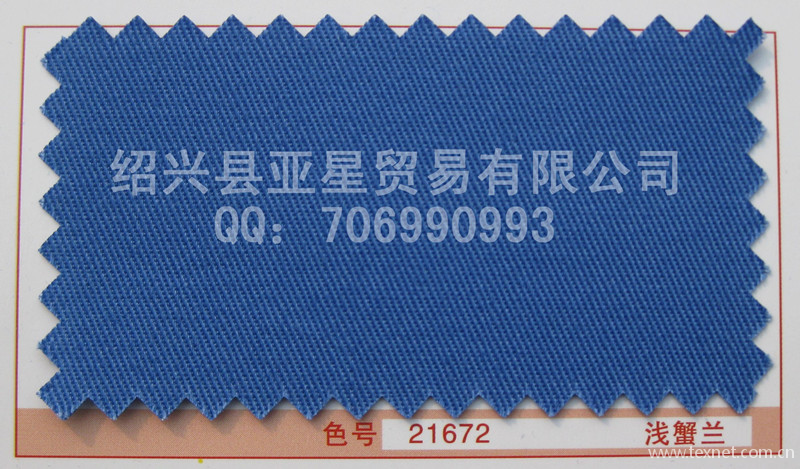 绍兴县亚星贸易有限公司
QQ：706990993
色号 21672 浅蟹兰
www.texnet.com.cn